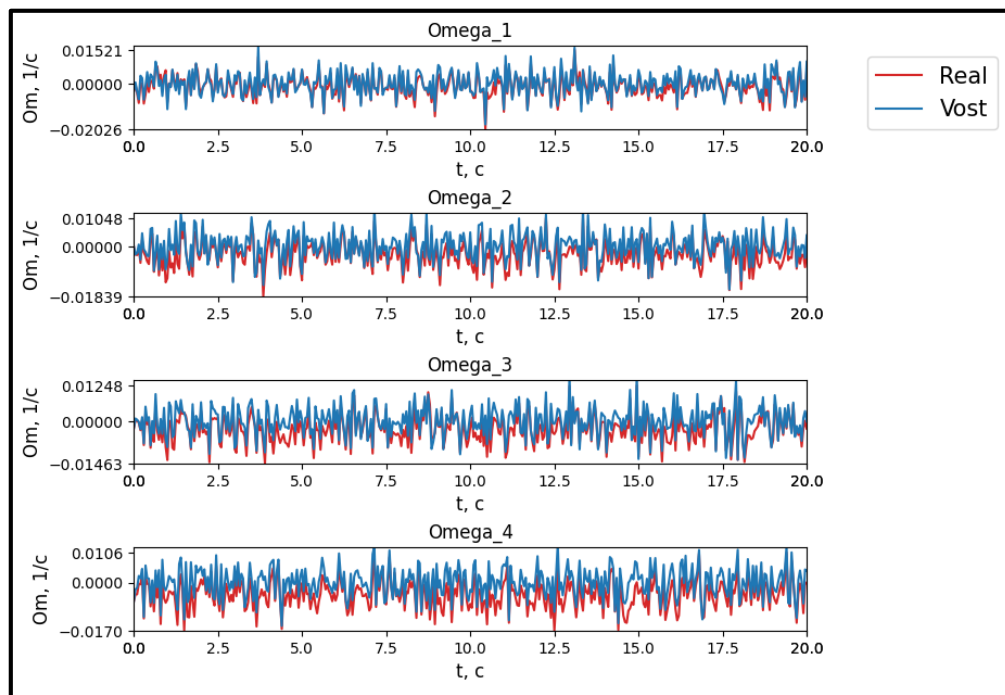 Omega_1
Real
Vost
Om, 1/c
0.01521
0.00000
−0.02026
0.0 2.5 5.0 7.5 10.0 12.5 15.0 17.5 20.0
t, c
Omega_2
Om, 1/c
0.01048
0.00000
−0.01839
0.0 2.5 5.0 7.5 10.0 12.5 15.0 17.5 20.0
t, c
Omega_3
Om, 1/c
0.01248
0.00000
−0.01463
0.0 2.5 5.0 7.5 10.0 12.5 15.0 17.5 20.0
t, c
Omega_4
Om, 1/c
0.0106
0.0000
−0.0170
0.0 2.5 5.0 7.5 10.0 12.5 15.0 17.5 20.0
t, c